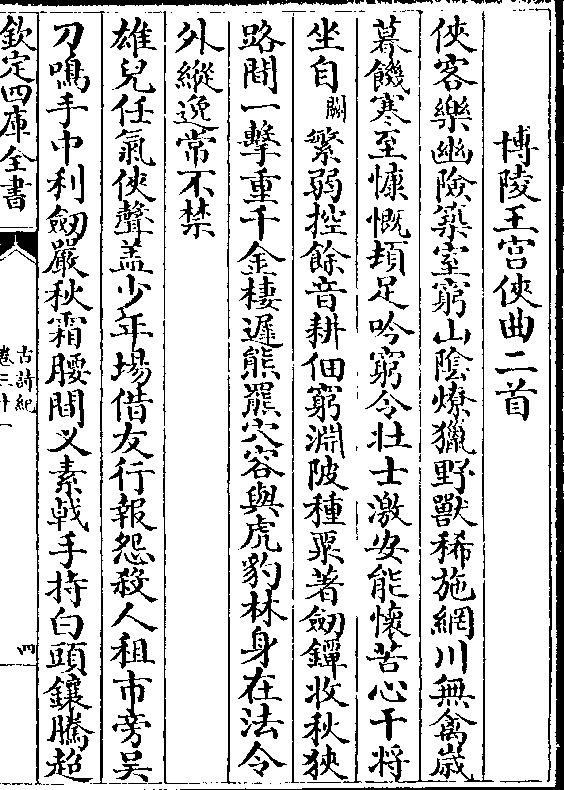 博陵王宮俠曲二首
俠客樂幽險築室窮山陰燎獵野獸稀施網川無禽歳
暮饑寒至慷慨頓足吟窮令壯士激安能懷苦心干將
坐自闕繁弱控餘音耕佃窮淵陂種粟著劒鐔收秋狹
路間一擊重千金棲遲熊羆穴容與虎豹林身在法令
外縱逸常不禁
雄兒任氣俠聲盖少年場借友行報怨殺人租市旁吴
刀鳴手中利劒嚴秋霜腰間乂素戟手持白頭鑲騰超
欽定四庫全書
古詩紀
卷三十一
四